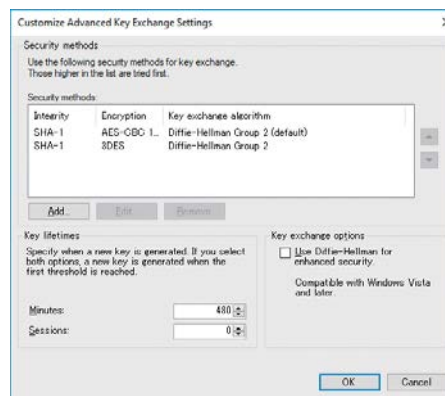 Customize Advanced Key Exchange Settings
Security methods
Use the following security methods for key exchange.
Those higher in the list are tried first.
Security methods:
Integrity Encryption Key exchange algorithm
SHA-1 AES-CBC 1... Diffie-Hellman Group 2 (default)
SHA-1 3DES Diffie-Hellman Group 2
Add... Edit... Remove
Key lifetimes
Specify when a new key is generated. If you select
both options, a new key is generated when the
first threshold is reached.
Minutes: 480
Sessions: 0
Key exchange options
Use Diffie-Hellman for
enhanced security.
Compatible with Windows Vista
and later.
OK Cancel